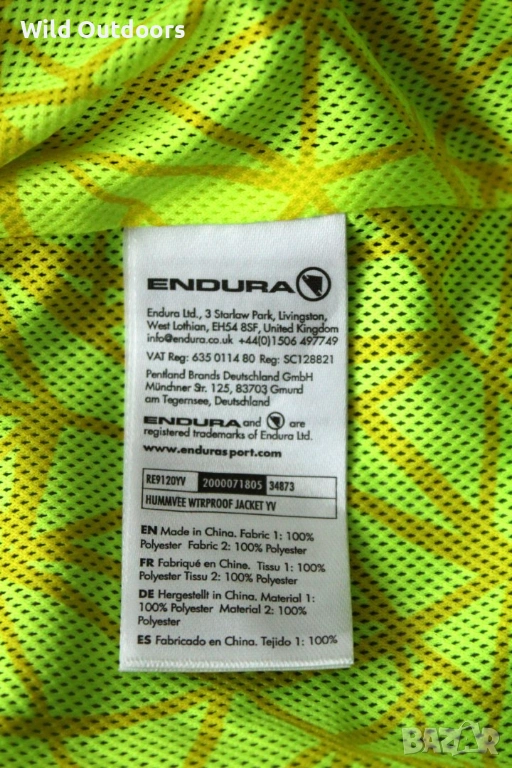 Wild Outdoors
ENDURA
Endura Ltd., 3 Starlaw Park, Livingston,
West Lothian, EH54 8SF, United Kingdom
info@endura.co.uk +44(0)1506 497749
VAT Reg: 635 0114 80 Reg: SC128821
Pentland Brands Deutschland GmbH
Münchner Str. 125, 83703 Gmund
am Tegernsee, Deutschland
ENDURA and are
registered trademarks of Endura Ltd.
www.endurasport.com
RE9120YV 2000071805 34873
HUMMVEE WTRPROOF JACKET YV
EN Made in China. Fabric 1: 100%
Polyester Fabric 2: 100% Polyester
FR Fabriqué en Chine. Tissu 1: 100%
Polyester Tissu 2: 100% Polyester
DE Hergestellt in China. Material 1:
100% Polyester Material 2: 100%
Polyester
ES Fabricado en China. Tejido 1: 100%
BAZAR